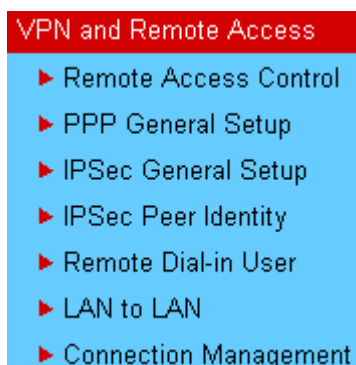 VPN and Remote Access
Remote Access Control
PPP General Setup
IPSec General Setup
IPSec Peer Identity
Remote Dial-in User
LAN to LAN
Connection Management